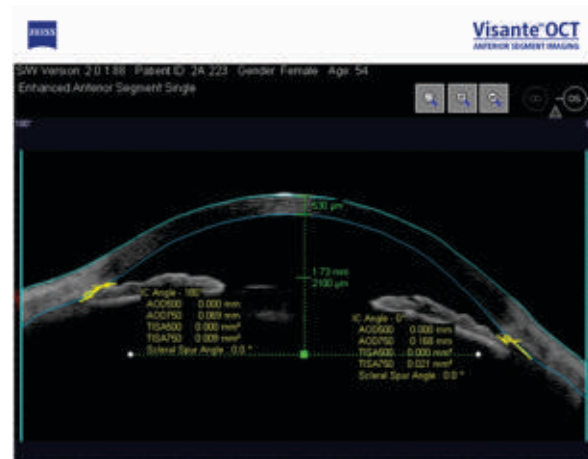 ZEISS
Visante™ OCT
ANTERIOR SEGMENT IMAGING
S/W Version: 2.0.1.88 Patient ID: 2A 223 Gender: Female Age: 54
Enhanced Anterior Segment Single
OS
180°
530 µm
1.73 mm
2100 µm
IC Angle - 180°
AOD500 0.000 mm
AOD750 0.069 mm
TISA500 0.000 mm²
TISA750 0.009 mm²
Scleral Spur Angle : 0.0 °
IC Angle - 0°
AOD500 0.000 mm
AOD750 0.168 mm
TISA500 0.000 mm²
TISA750 0.021 mm²
Scleral Spur Angle : 0.0 °